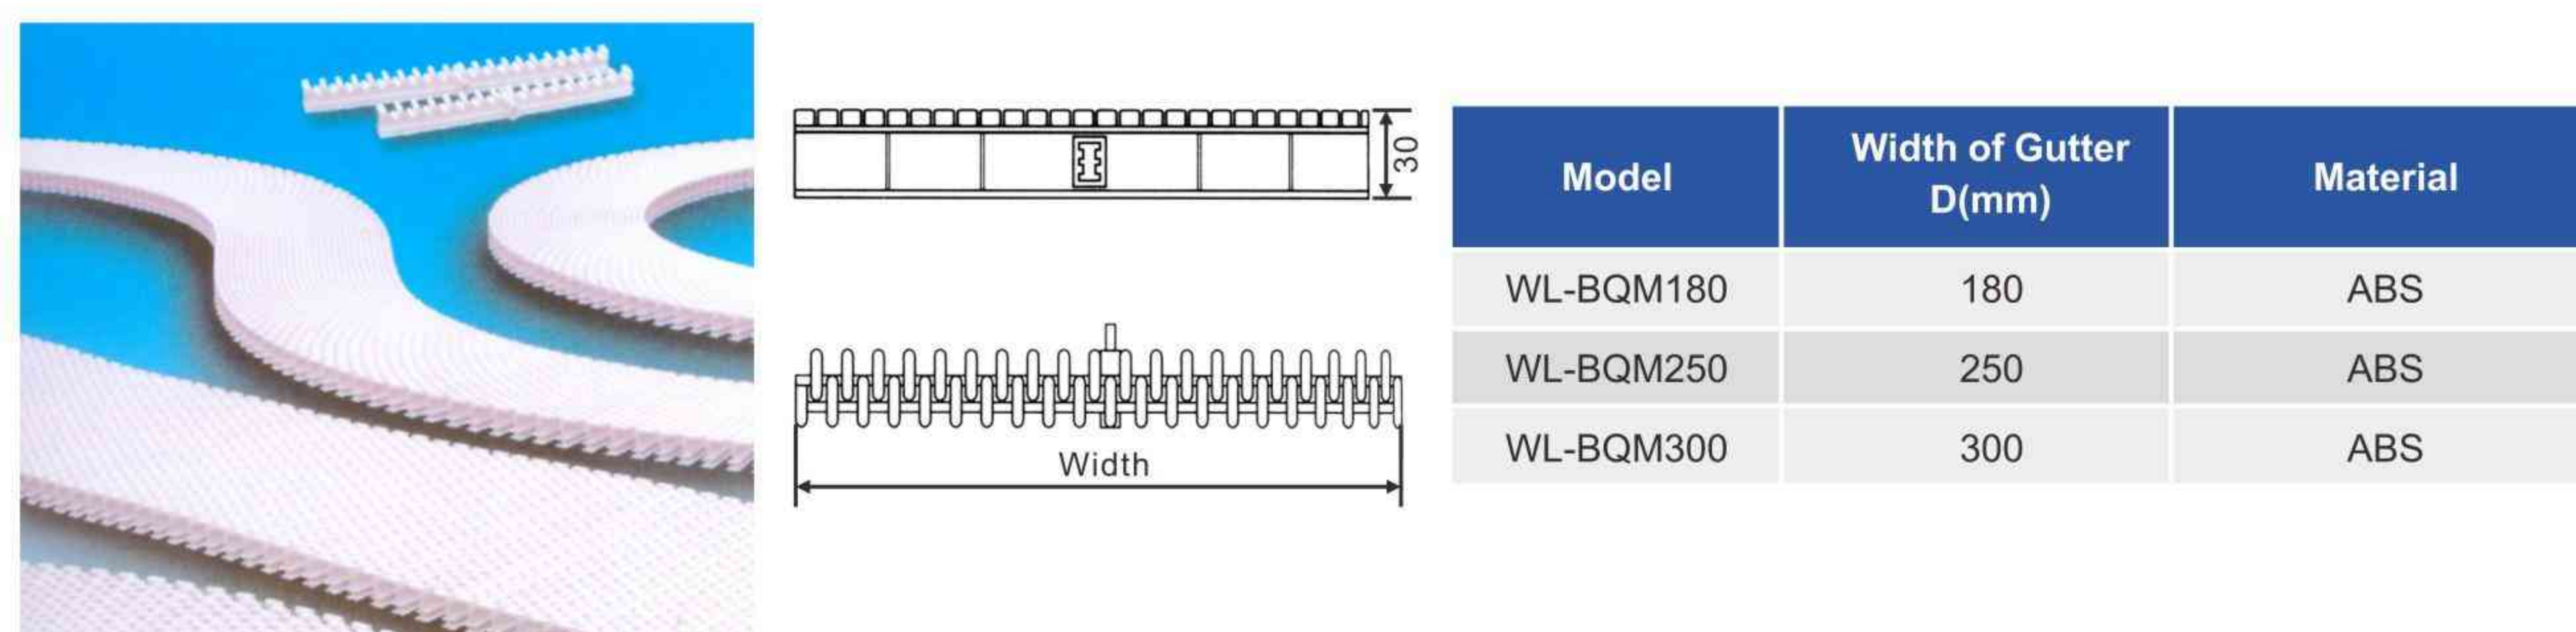 30
Width
Model Width of Gutter D(mm) Material
WL-BQM180 180 ABS
WL-BQM250 250 ABS
WL-BQM300 300 ABS